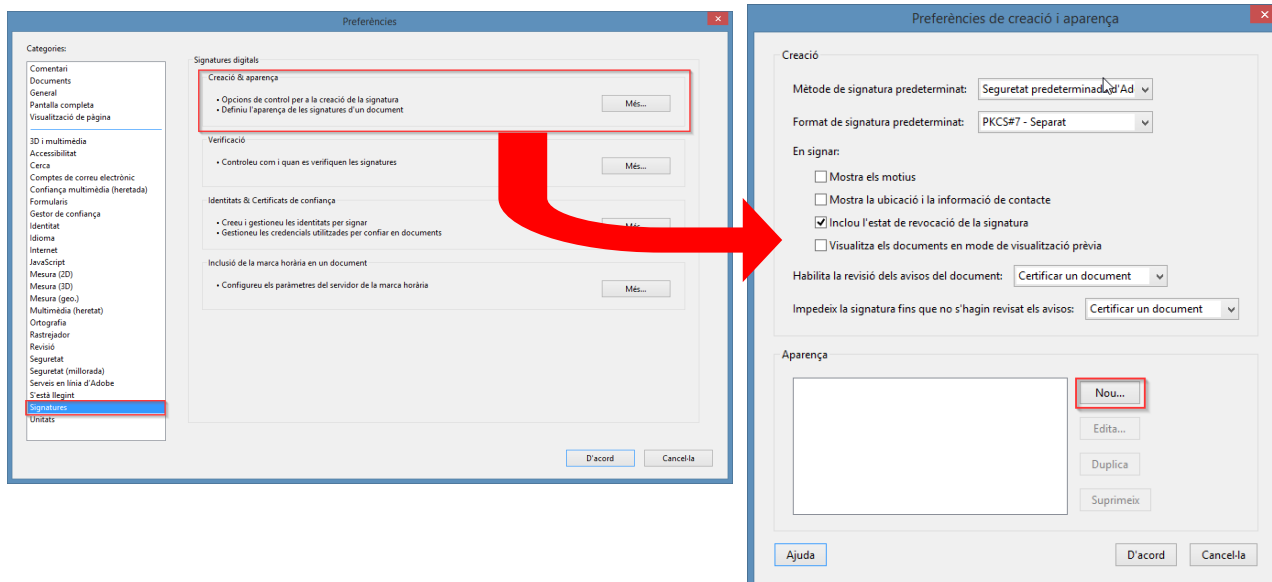 Preferències
Categories:
Comentari
Documents
General
Pantalla completa
Visualització de pàgina
3D i multimèdia
Accessibilitat
Cerca
Comptes de correu electrònic
Confiança multimèdia (heretada)
Formularis
Gestor de confiança
Identitat
Idioma
Internet
JavaScript
Mesura (2D)
Mesura (3D)
Mesura (geo.)
Multimèdia (heretat)
Ortografia
Rastrejador
Revisió
Seguretat
Seguretat (millorada)
Serveis en línia d'Adobe
S'està llegint
Signatures
Unitats
Signatures digitals
Creació & aparença
• Opcions de control per a la creació de la signatura
• Definiu l'aparença de les signatures d'un document
Més...
Verificació
• Controleu com i quan es verifiquen les signatures
Més...
Identitats & Certificats de confiança
• Creeu i gestioneu les identitats per signar
• Gestioneu les credencials utilitzades per confiar en documents
Més...
Inclusió de la marca horària en un document
• Configureu els paràmetres del servidor de la marca horària
Més...
D'acord
Cancel·la
Preferències de creació i aparença
Creació
Mètode de signatura predeterminat: Seguretat predeterminada d'Ad
Format de signatura predeterminat: PKCS#7 - Separat
En signar:
Mostra els motius
Mostra la ubicació i la informació de contacte
Inclou l'estat de revocació de la signatura
Visualitza els documents en mode de visualització prèvia
Habilita la revisió dels avisos del document: Certificar un document
Impedeix la signatura fins que no s'hagin revisat els avisos: Certificar un document
Aparença
Nou...
Edita...
Duplica
Suprimeix
Ajuda
D'acord
Cancel·la